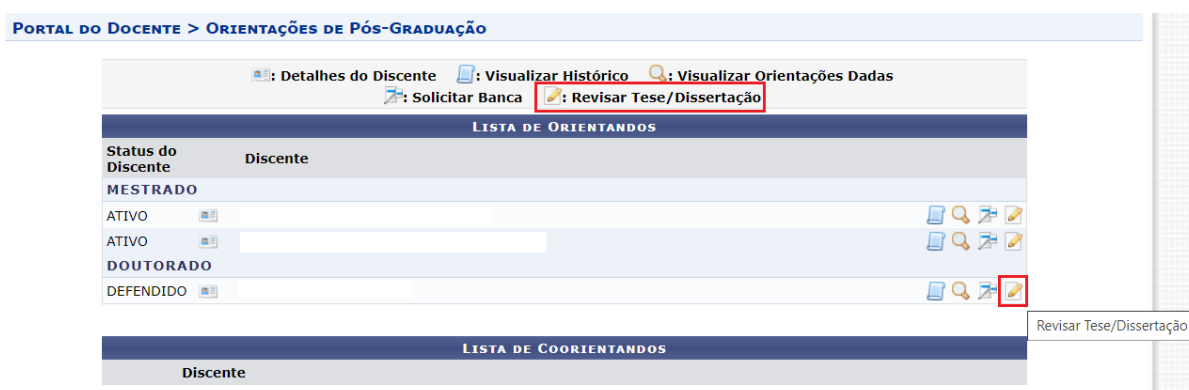 PORTAL DO DOCENTE > ORIENTAÇÕES DE PÓS-GRADUAÇÃO
: Detalhes do Discente : Visualizar Histórico : Visualizar Orientações Dadas
: Solicitar Banca : Revisar Tese/Dissertação
LISTA DE ORIENTANDOS
Status do
Discente
Discente
MESTRADO
ATIVO
ATIVO
DOUTORADO
DEFENDIDO
Revisar Tese/Dissertação
LISTA DE COORIENTANDOS
Discente